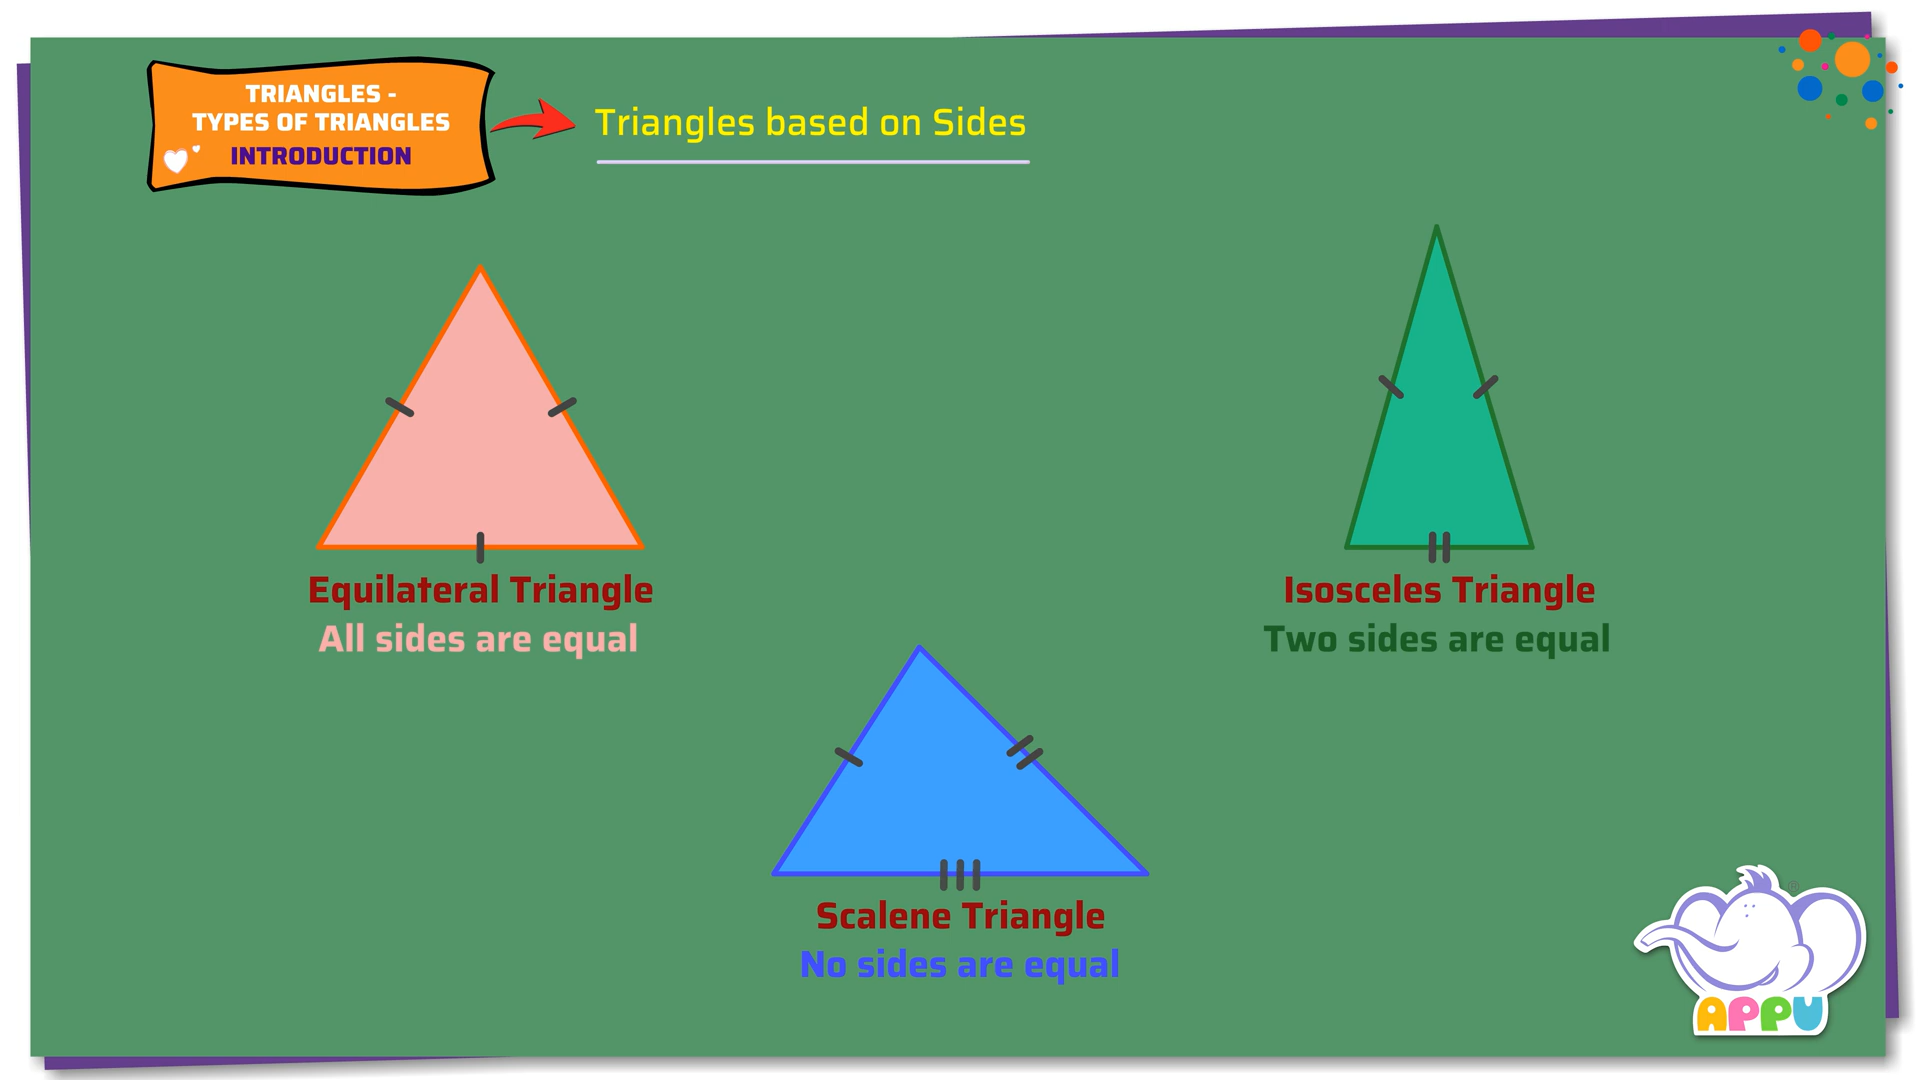 TRIANGLES -
TYPES OF TRIANGLES
INTRODUCTION
Triangles based on Sides
Equilateral Triangle
All sides are equal
Isosceles Triangle
Two sides are equal
Scalene Triangle
No sides are equal
®
APPU